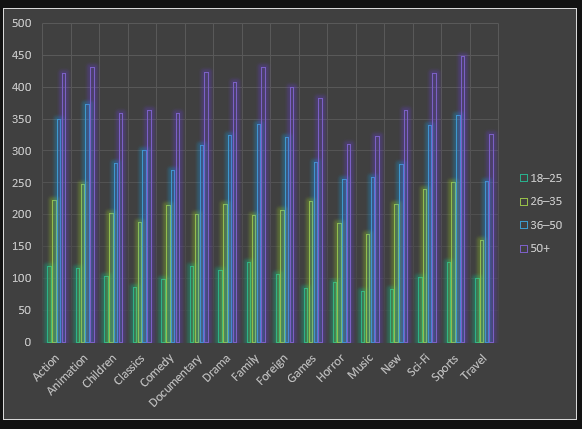 500
450
400
350
300
250
200
150
100
50
0
Action
Animation
Children
Classics
Comedy
Documentary
Drama
Family
Foreign
Games
Horror
Music
New
Sci-Fi
Sports
Travel
18–25
26–35
36–50
50+